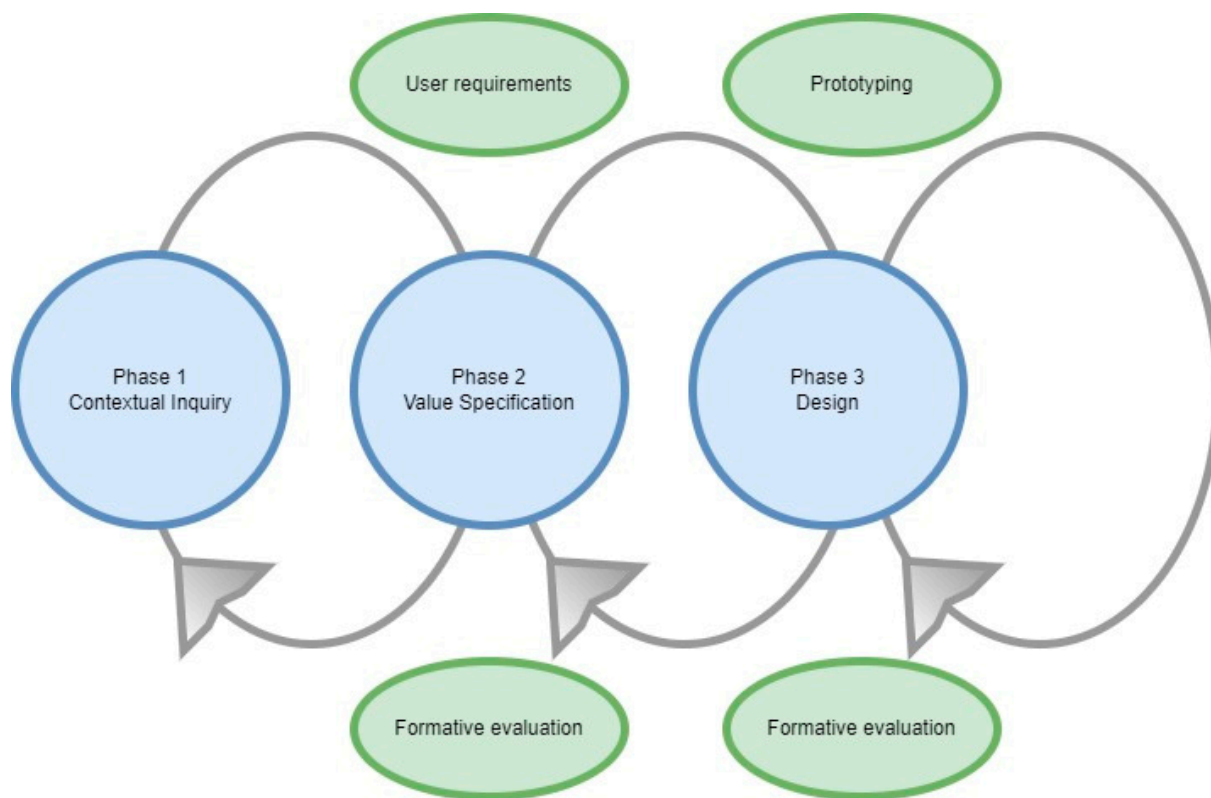 User requirements
Prototyping
Phase 1
Contextual Inquiry
Phase 2
Value Specification
Phase 3
Design
Formative evaluation
Formative evaluation